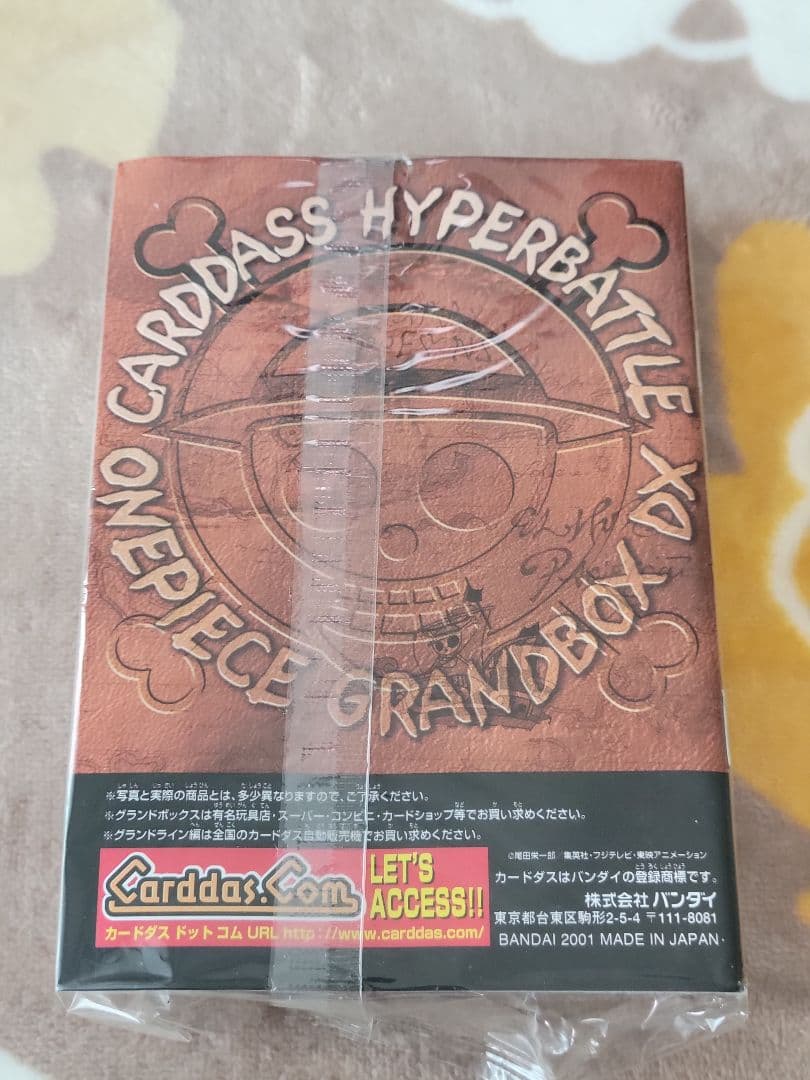 CARDDASS HYPERBATTLE XO
ONEPIECE GRANDBOX
※写真と実際の商品とは、多少異なりますので、ご了承ください。
※グランドボックスは有名玩具店・スーパー・コンビニ・カードショップ等でお買い求めください。
※グランドライン編は全国のカードダス自動販売機でお買い求めください。
Carddas.Com
LET'S
ACCESS!!
カードダス ドット コム URL http://www.carddas.com/
©尾田栄一郎 集英社・フジテレビ・東映アニメーション
カードダスはバンダイの登録商標です。
株式会社 バンダイ
東京都台東区駒形2-5-4 〒111-8081
BANDAI 2001 MADE IN JAPAN